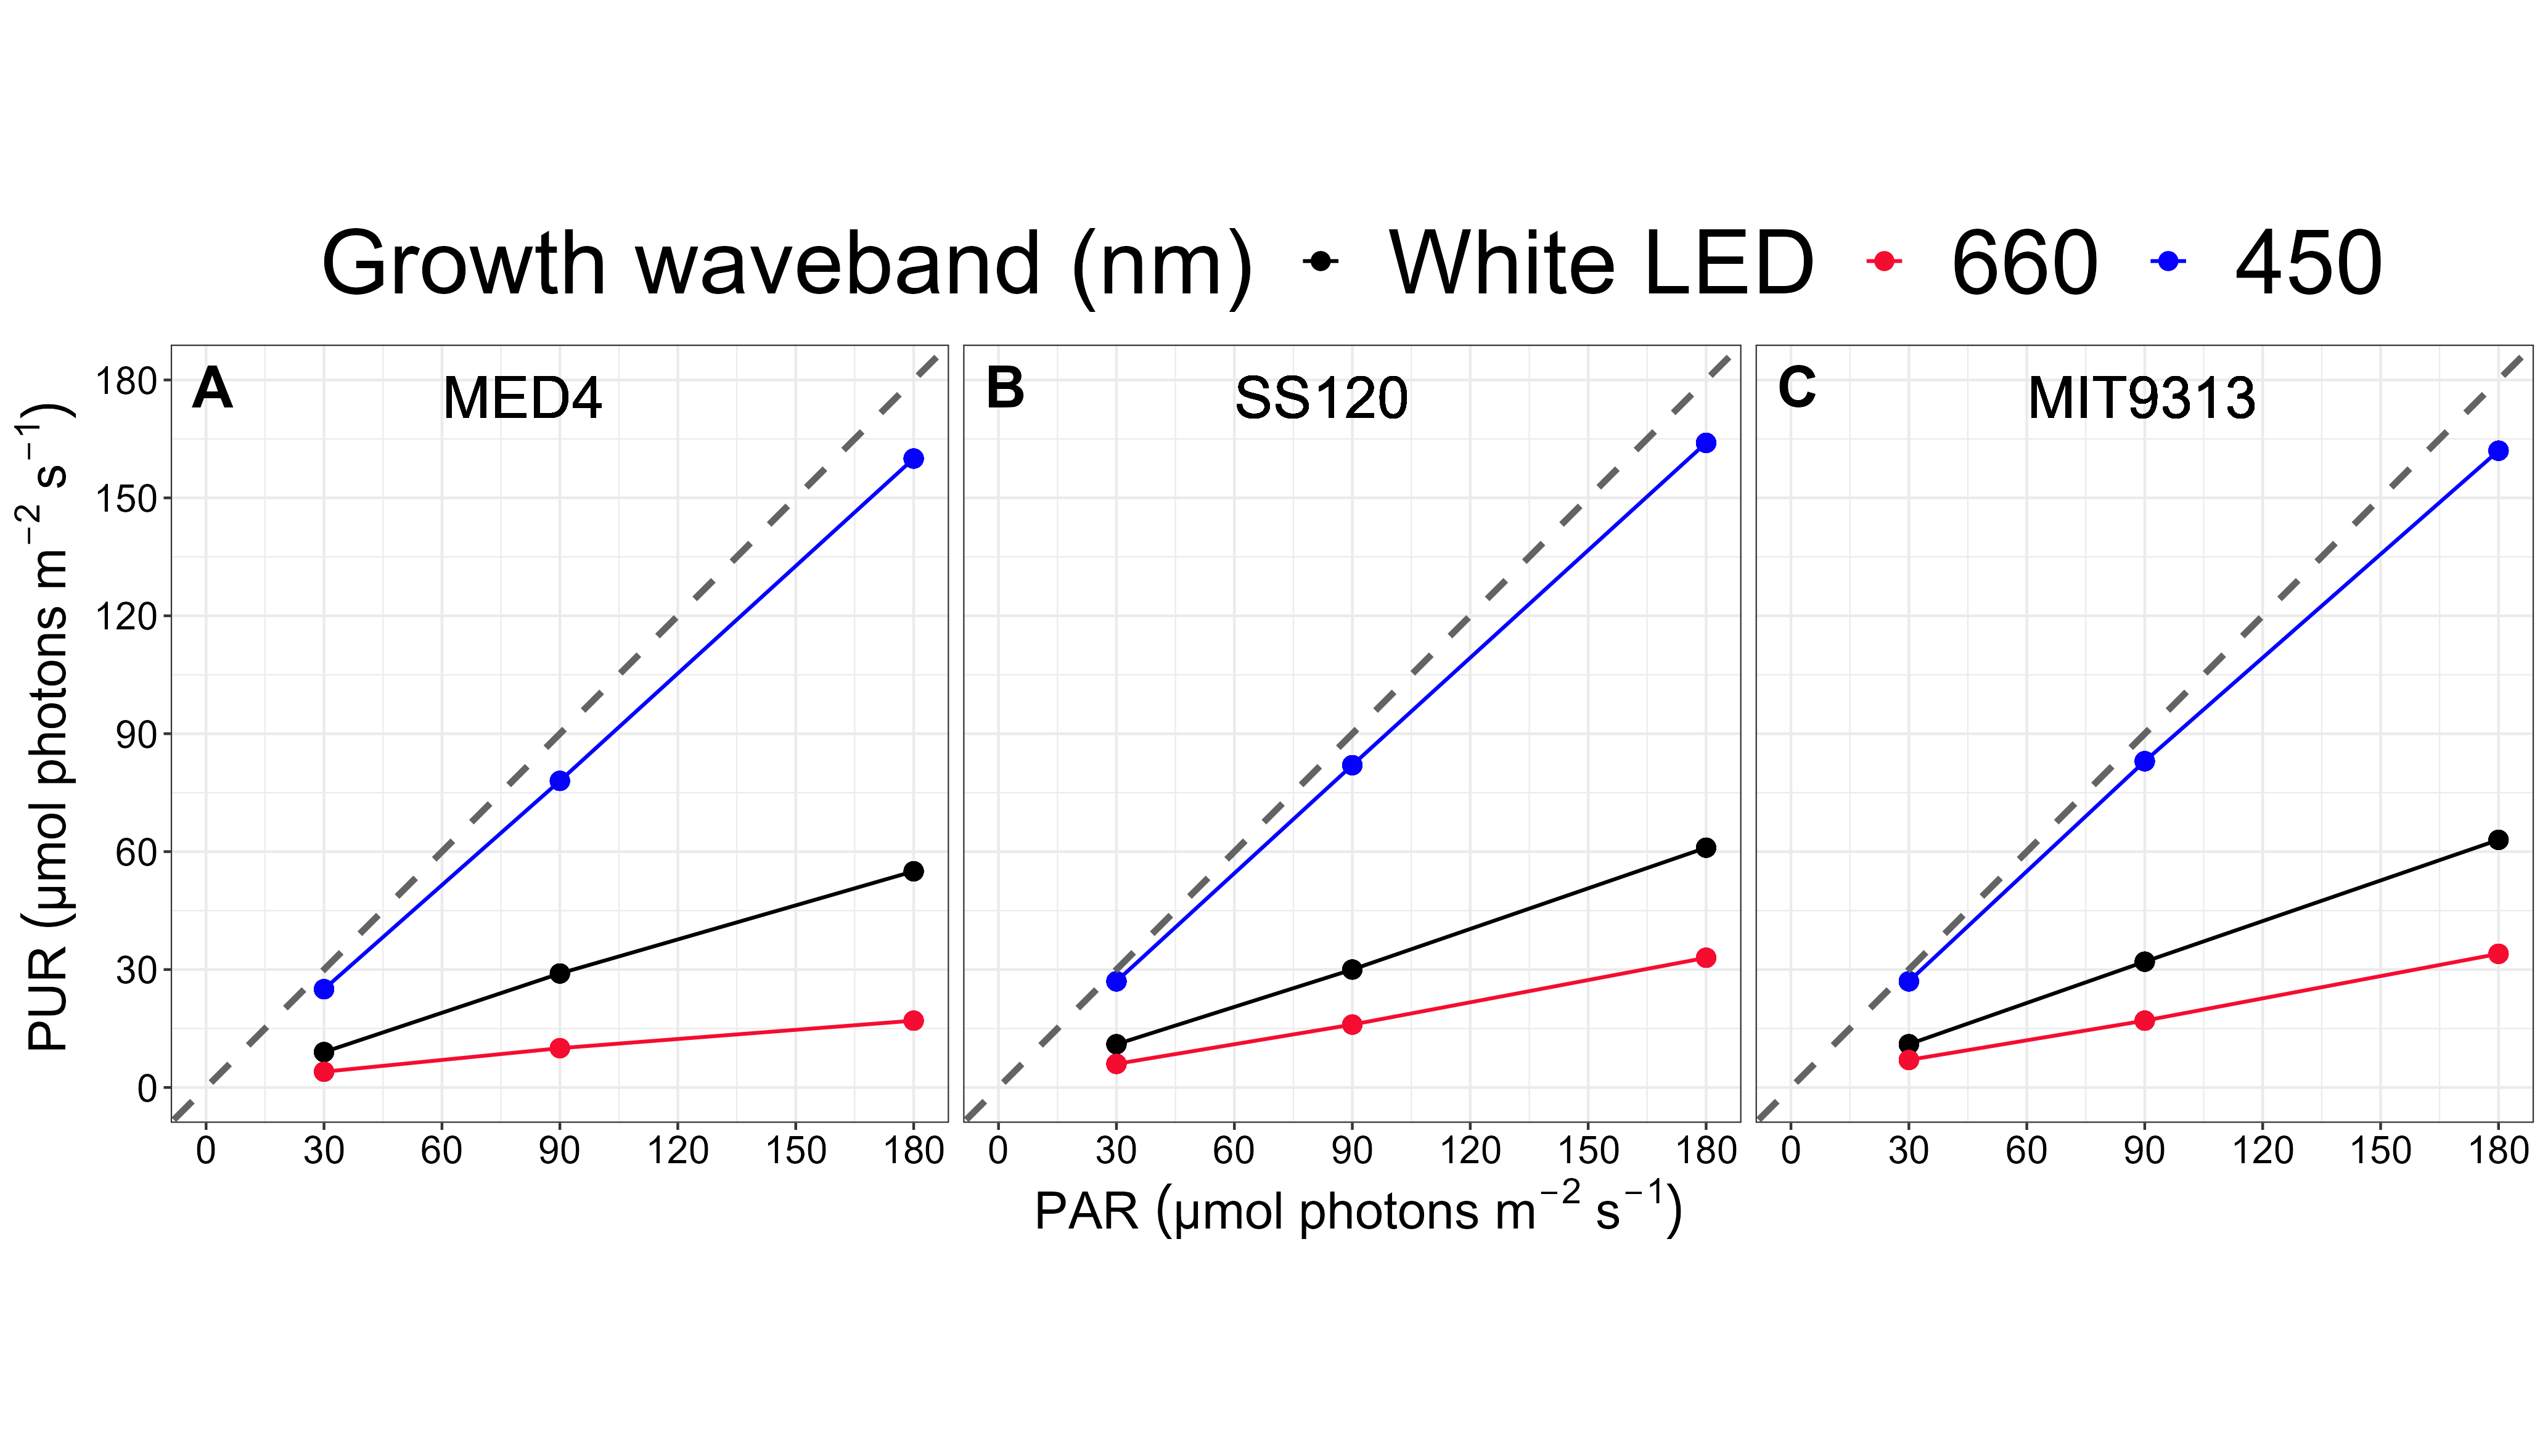 Growth waveband (nm) White LED 660 450
A MED4
B SS120
C MIT9313
PUR (µmol photons m⁻² s⁻¹)
180
150
120
90
60
30
0
0 30 60 90 120 150 180
0 30 60 90 120 150 180
0 30 60 90 120 150 180
PAR (µmol photons m⁻² s⁻¹)